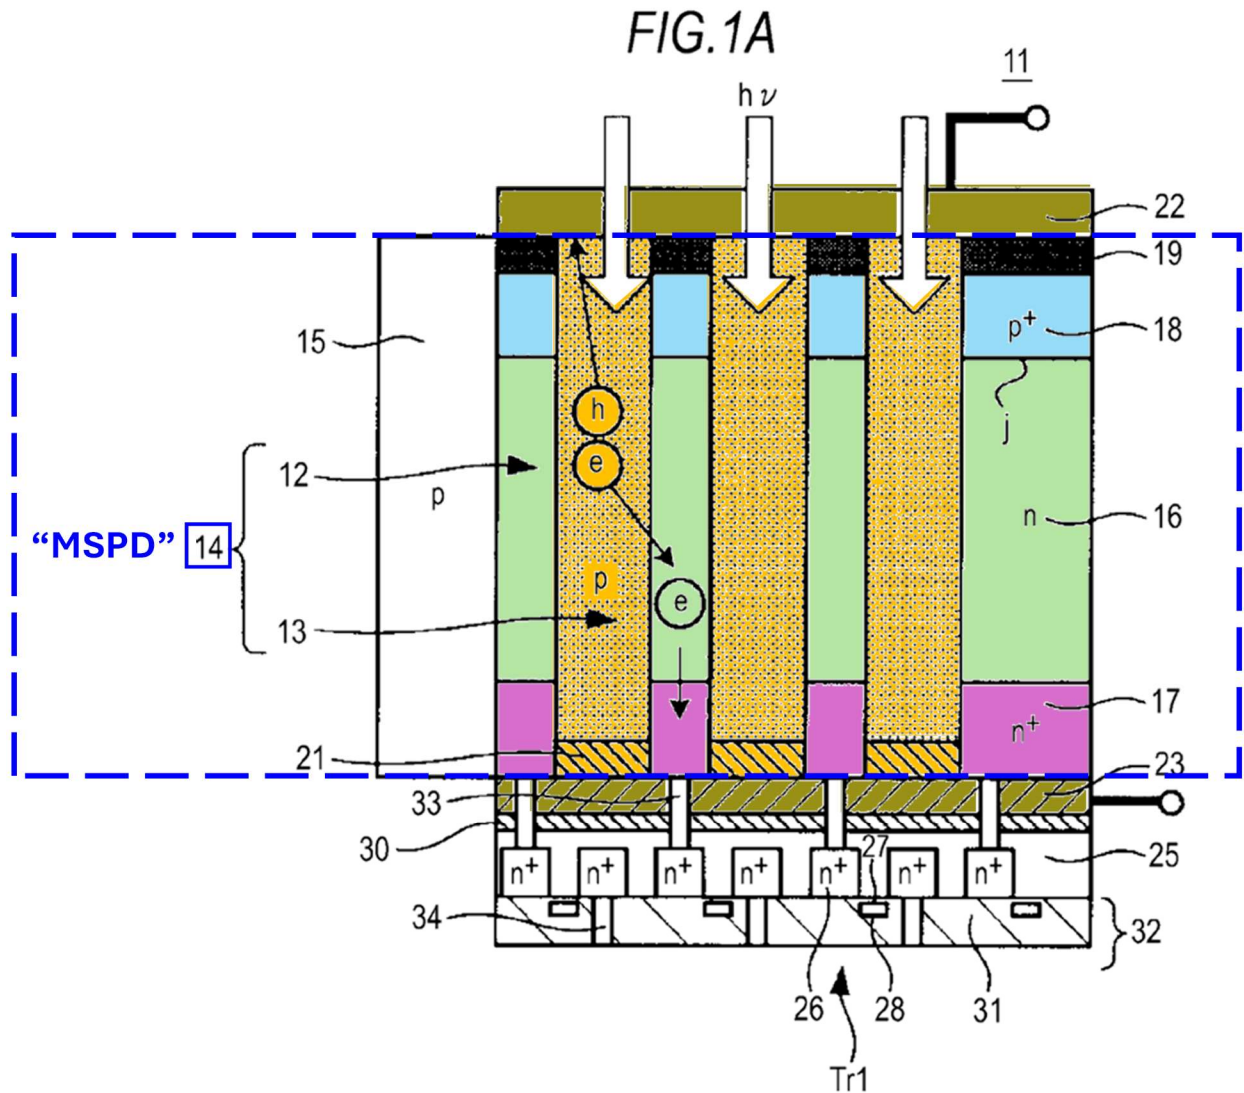 FIG.1A
11
hν
22
19
15
p+
18
h
j
e
12
p
n
16
"MSPD" 14
p
e
13
17
n+
21
23
33
30
27
25
n+ n+ n+ n+ n+ n+ n+
34
32
26
28
31
Tr1